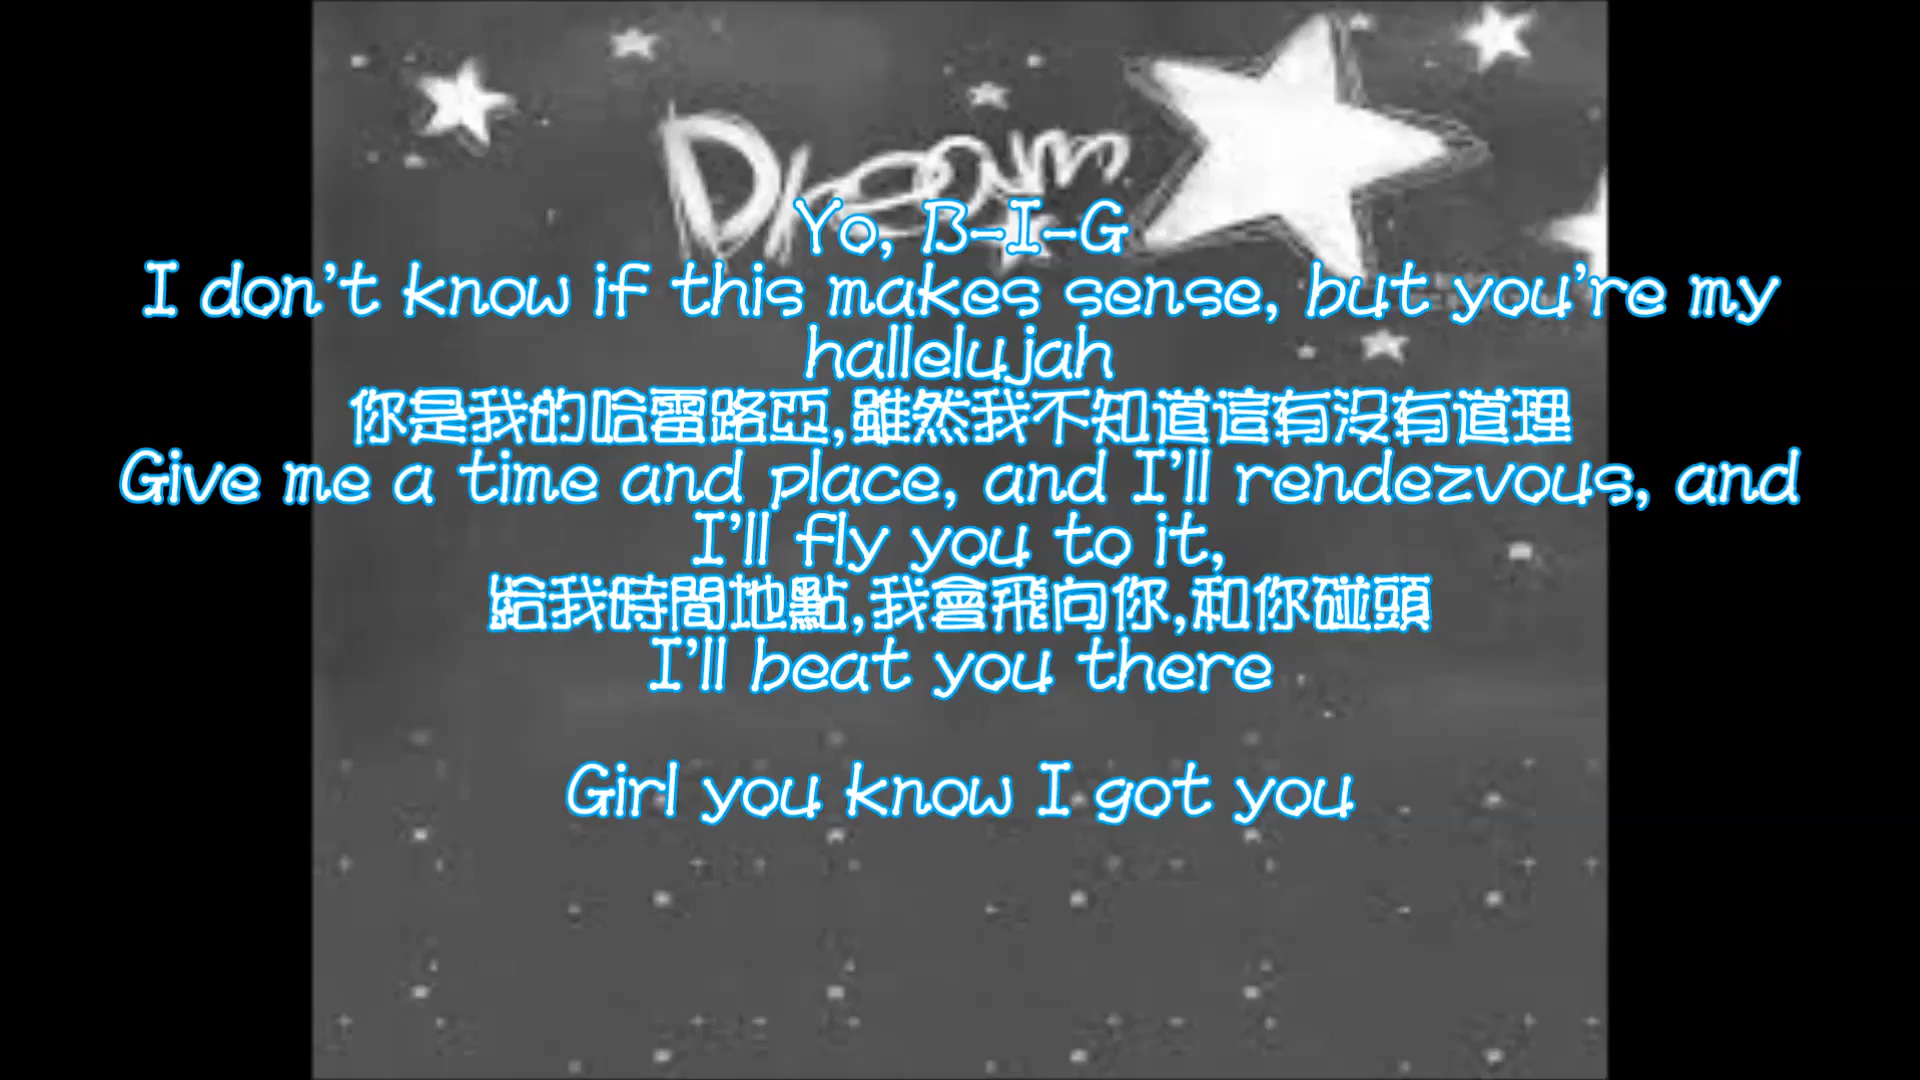 Dream
Yo, B-I-G
I don't know if this makes sense, but you're my
hallelujah
你是我的哈雷路亞,雖然我不知道這有沒有道理
Give me a time and place, and I'll rendezvous, and
I'll fly you to it,
給我時間地點,我會飛向你,和你碰頭
I'll beat you there
Girl you know I got you